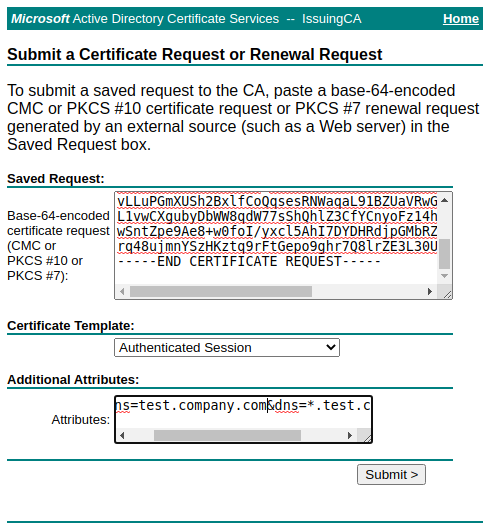 Microsoft Active Directory Certificate Services -- IssuingCA Home
Submit a Certificate Request or Renewal Request
To submit a saved request to the CA, paste a base-64-encoded
CMC or PKCS #10 certificate request or PKCS #7 renewal request
generated by an external source (such as a Web server) in the
Saved Request box.
Saved Request:
Base-64-encoded
certificate request
(CMC or
PKCS #10 or
PKCS #7):
vLLuPGmXUSh2BxlfCoQqsesRNWaqaL91BZUaVRwG
L1vwCXgubyDbWW8qdW77sShQhlZ3CfYCnyoFz14h
wSntZpe9Ae8+w0foI/yxcl5AhI7DYDHRdjpGMbRZ
rq48ujmnYSzHKztq9rFtGepo9ghr7Q8lrZE3L30U
-----END CERTIFICATE REQUEST-----
Certificate Template:
Authenticated Session
Additional Attributes:
Attributes:
ns=test.company.com&dns=*.test.c
Submit >